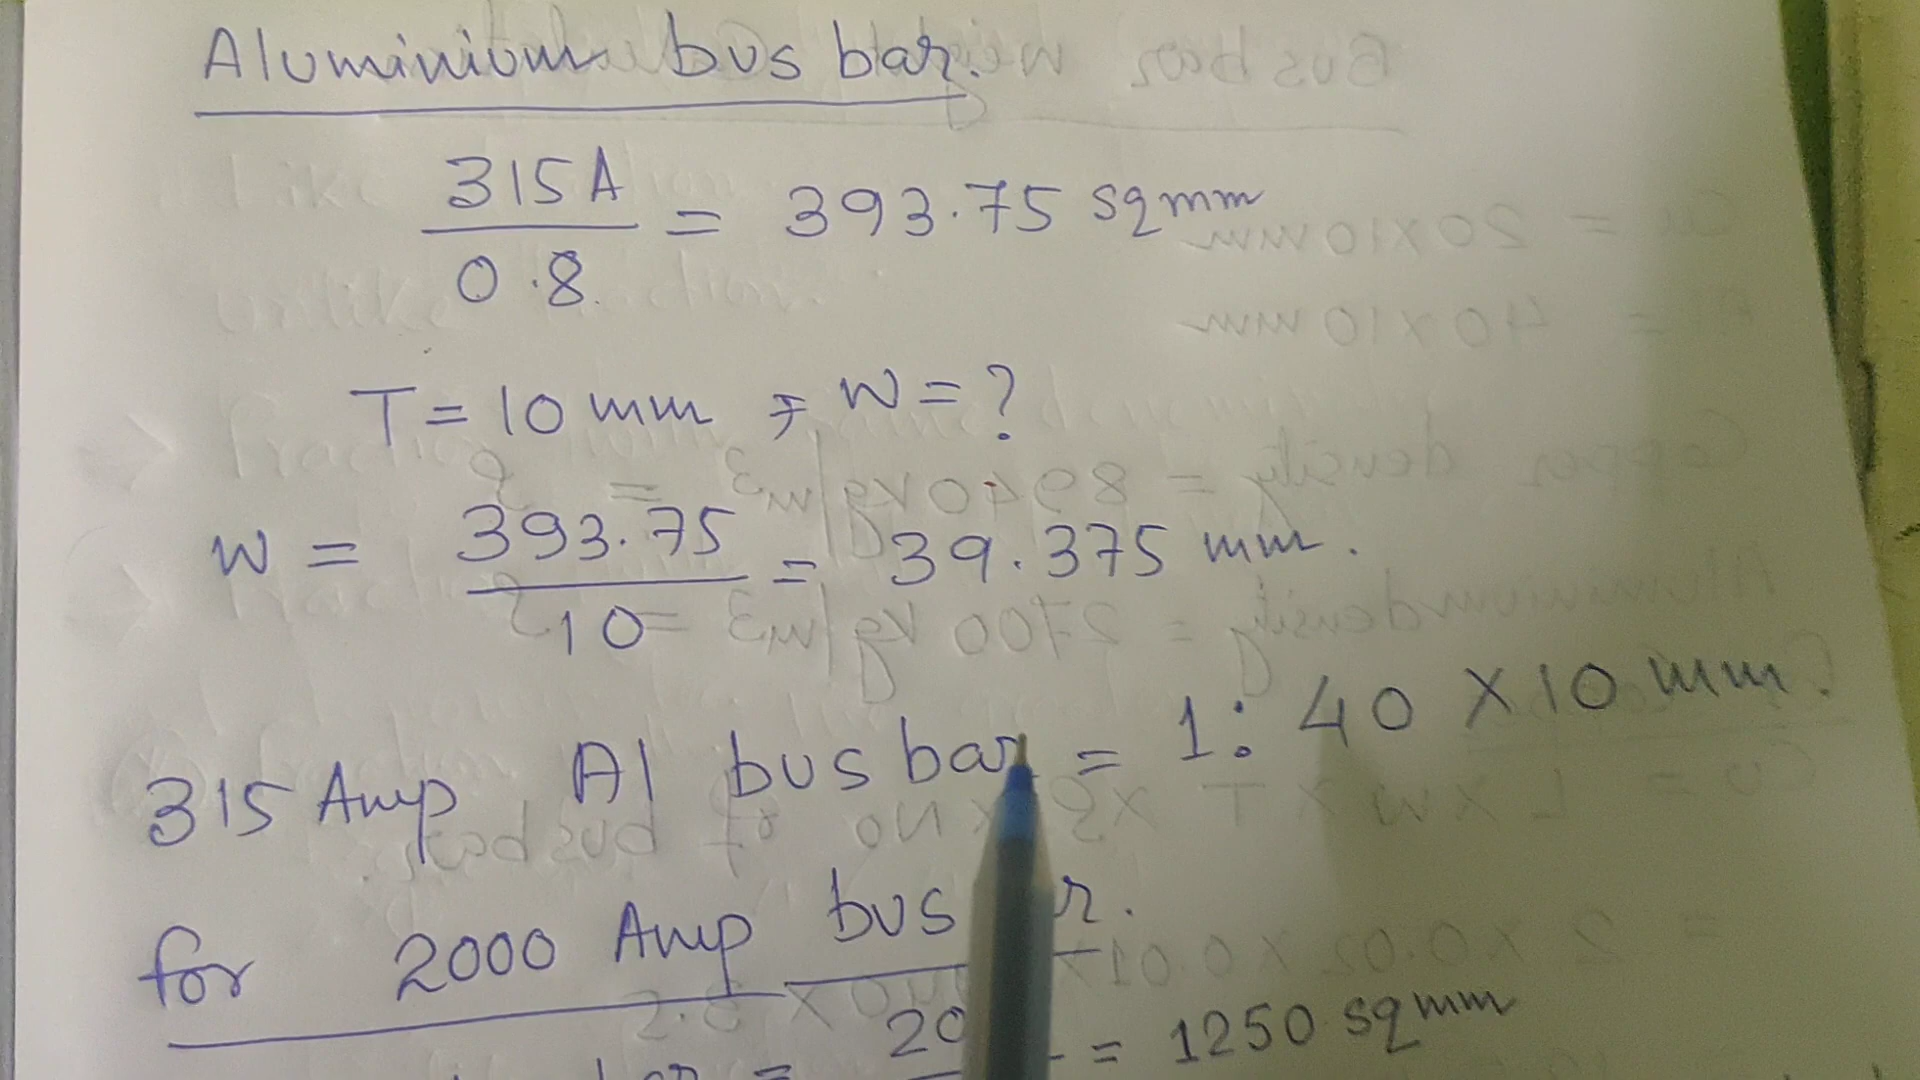 Aluminium bus bar.
315A
0.8
= 393.75 sqmm
T = 10 mm , W = ?
W = 393.75
10
= 39.375 mm.
315 Amp Al bus bar = 1: 40 X 10 mm.
for 2000 Amp bus
= 1250 sqmm